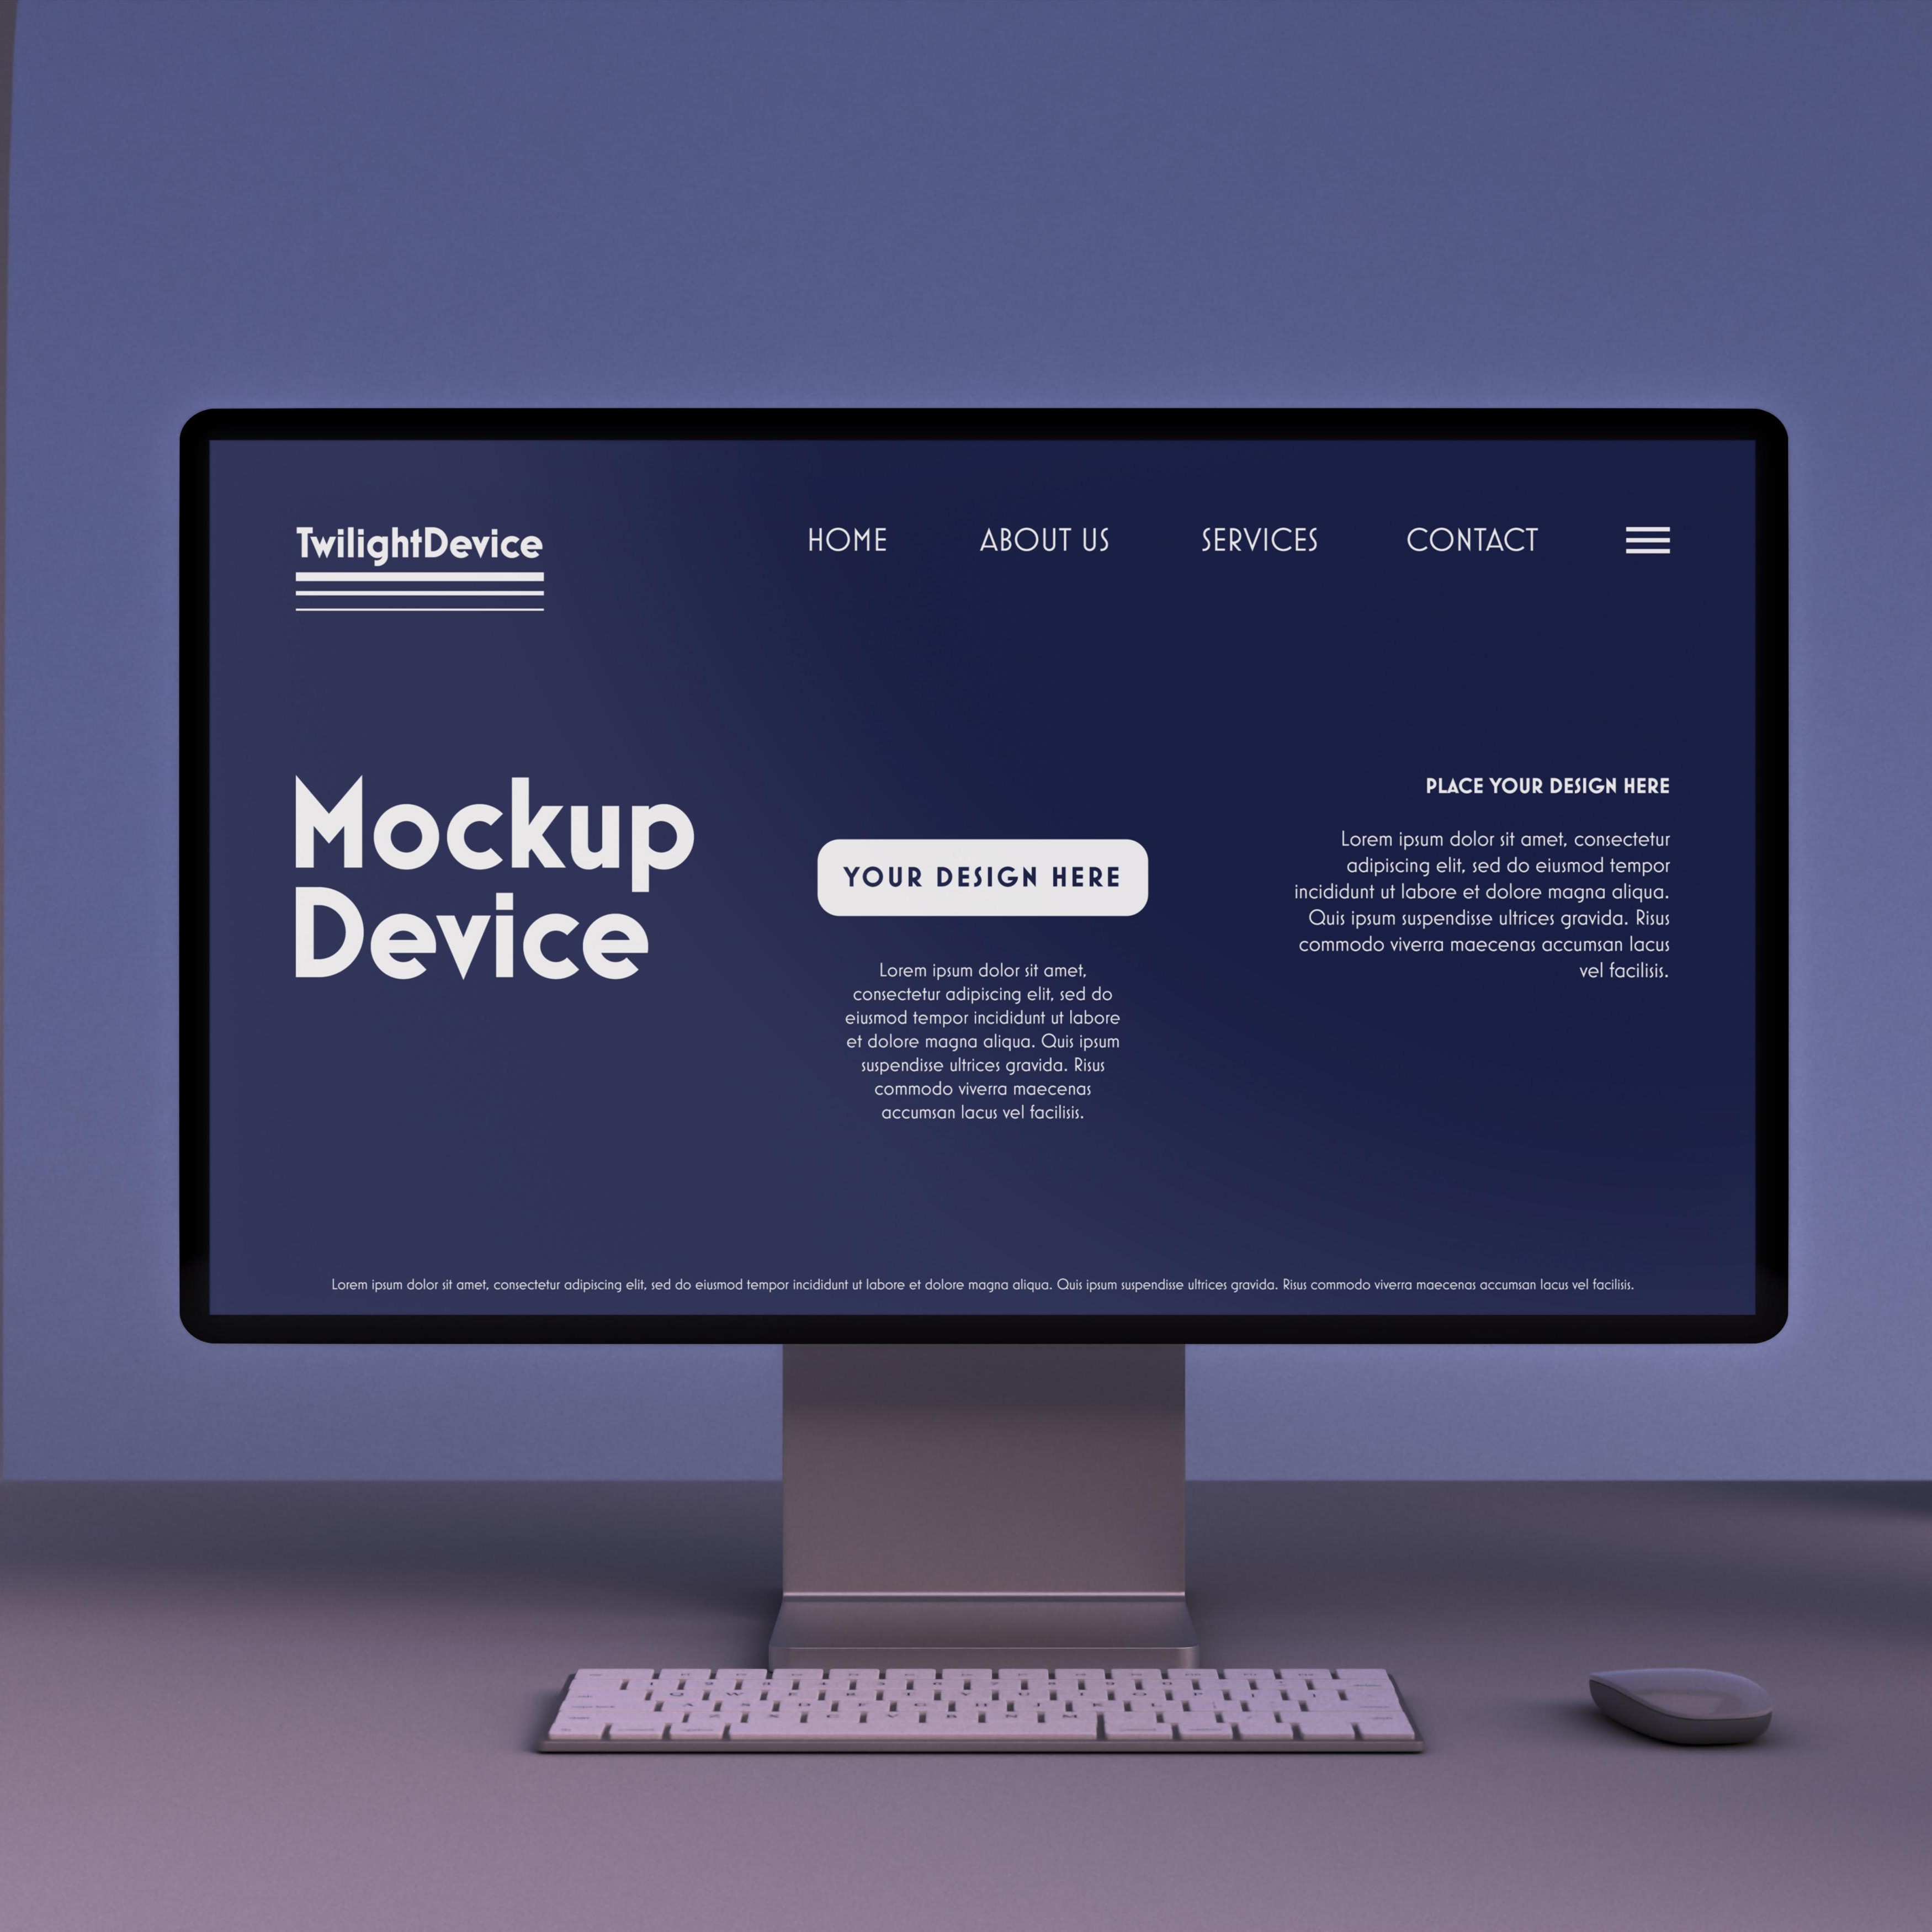 TwilightDevice
HOME
ABOUT US
SERVICES
CONTACT
Mockup
Device
YOUR DESIGN HERE
Lorem ipsum dolor sit amet,
consectetur adipiscing elit, sed do
eiusmod tempor incididunt ut labore
et dolore magna aliqua. Quis ipsum
suspendisse ultrices gravida. Risus
commodo viverra maecenas
accumsan lacus vel facilisis.
PLACE YOUR DESIGN HERE
Lorem ipsum dolor sit amet, consectetur
adipiscing elit, sed do eiusmod tempor
incididunt ut labore et dolore magna aliqua.
Quis ipsum suspendisse ultrices gravida. Risus
commodo viverra maecenas accumsan lacus
vel facilisis.
Lorem ipsum dolor sit amet, consectetur adipiscing elit, sed do eiusmod tempor incididunt ut labore et dolore magna aliqua. Quis ipsum suspendisse ultrices gravida. Risus commodo viverra maecenas accumsan lacus vel facilisis.